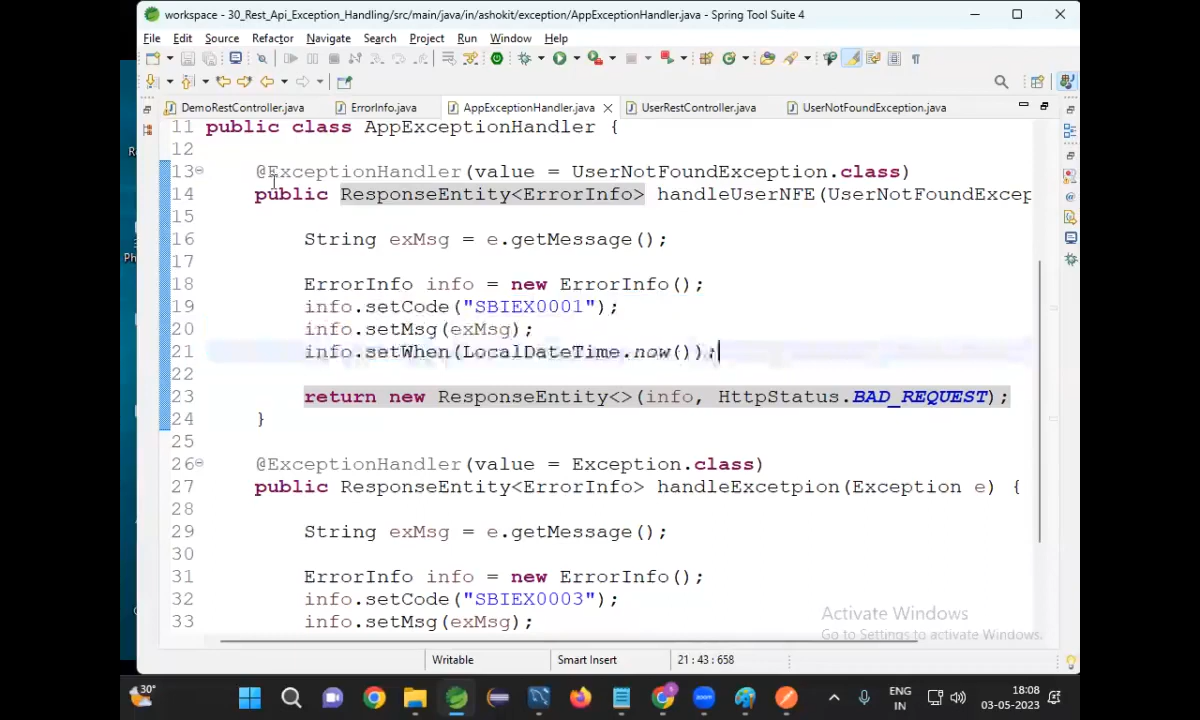 workspace - 30_Rest_Api_Exception_Handling/src/main/java/in/ashokit/exception/AppExceptionHandler.java - Spring Tool Suite 4
File Edit Source Refactor Navigate Search Project Run Window Help
DemoRestController.java ErrorInfo.java AppExceptionHandler.java UserRestController.java UserNotFoundException.java
11 public class AppExceptionHandler {
12
13 @ExceptionHandler(value = UserNotFoundException.class)
14 public ResponseEntity<ErrorInfo> handleUserNFE(UserNotFoundExcep
15
16 String exMsg = e.getMessage();
17
18 ErrorInfo info = new ErrorInfo();
19 info.setCode("SBIEX0001");
20 info.setMsg(exMsg);
21 info.setWhen(LocalDateTime.now());
22
23 return new ResponseEntity<>(info, HttpStatus.BAD_REQUEST);
24 }
25
26 @ExceptionHandler(value = Exception.class)
27 public ResponseEntity<ErrorInfo> handleExcetpion(Exception e) {
28
29 String exMsg = e.getMessage();
30
31 ErrorInfo info = new ErrorInfo();
32 info.setCode("SBIEX0003");
33 info.setMsg(exMsg);
Activate Windows
Go to Settings to activate Windows.
Writable Smart Insert 21 : 43 : 658
30°
ENG
IN
18:08
03-05-2023